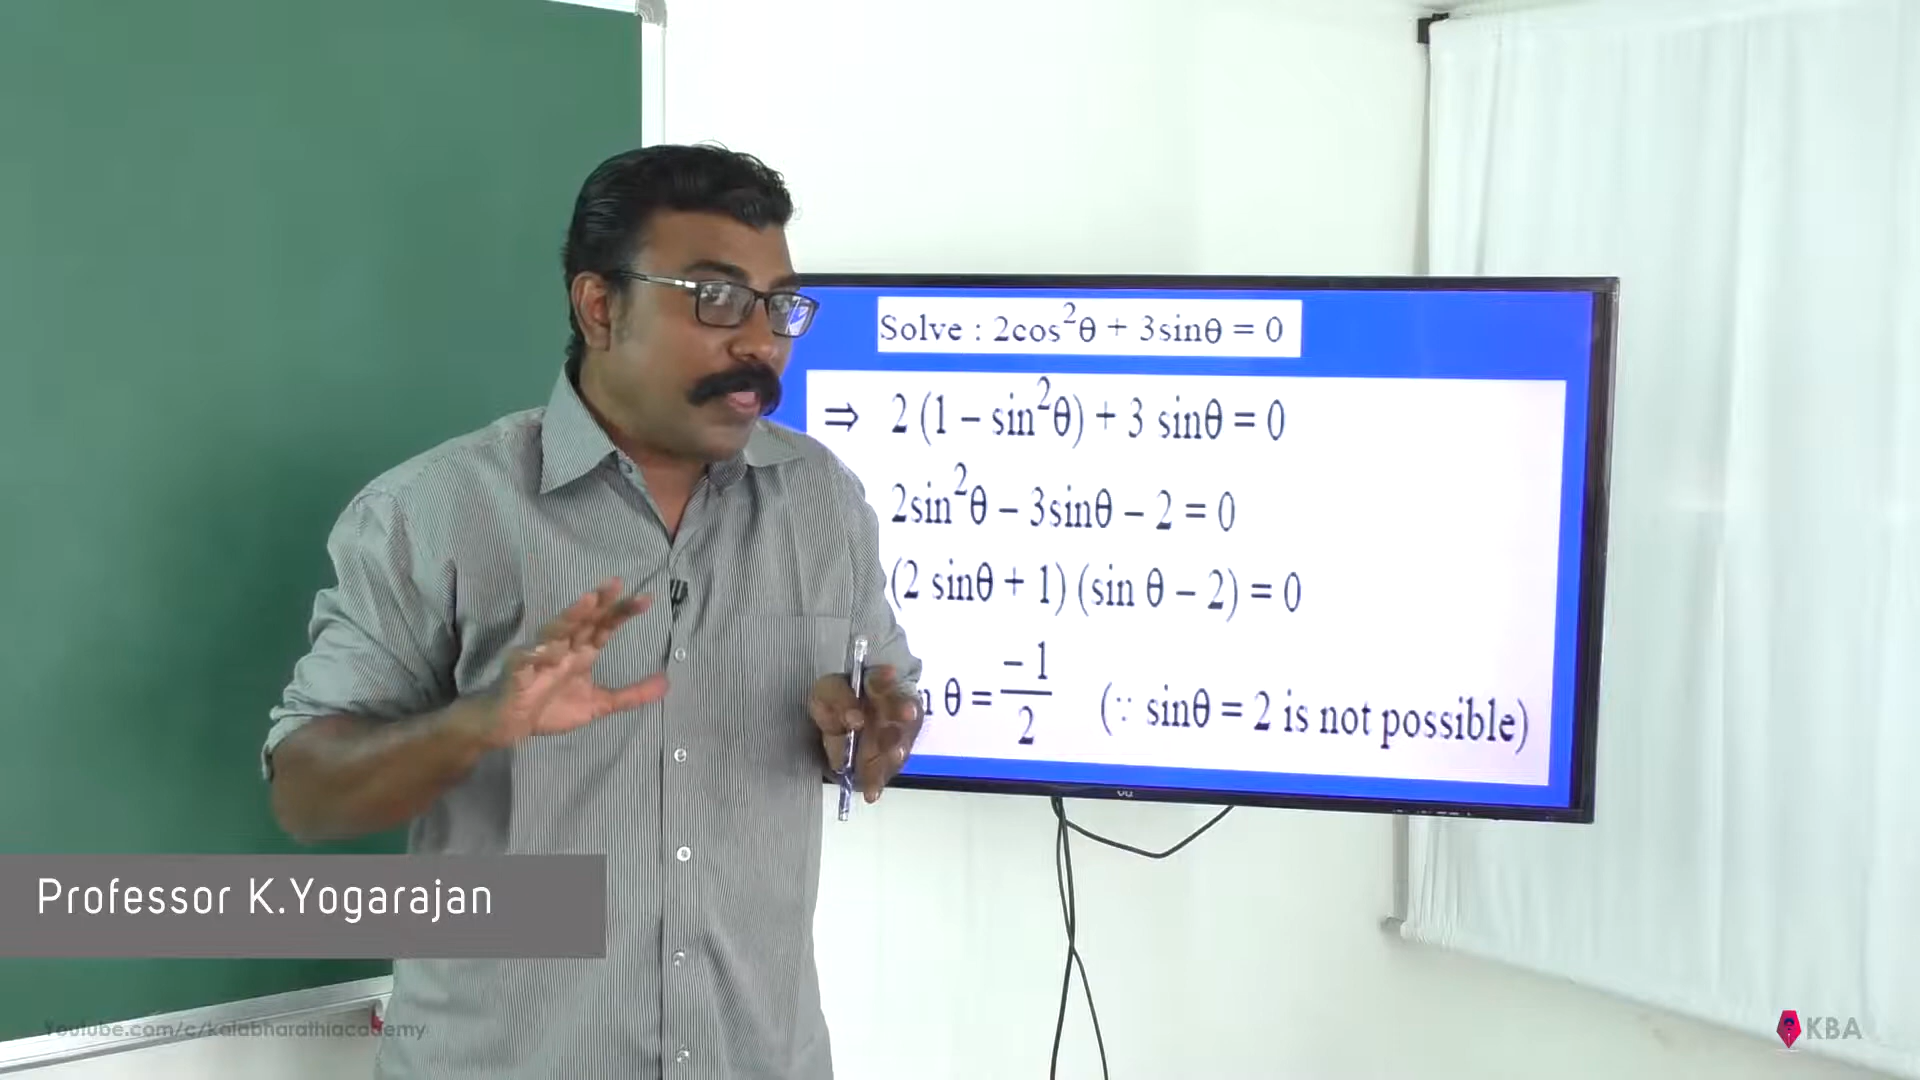 Solve : 2cos²θ + 3sinθ = 0
⇒ 2 (1 – sin²θ) + 3 sinθ = 0
2sin²θ – 3sinθ – 2 = 0
(2 sinθ + 1) (sin θ – 2) = 0
θ = –1/2 (∵ sinθ = 2 is not possible)
Professor K.Yogarajan
Youtube.com/c/kalabharathiacademy
KBA